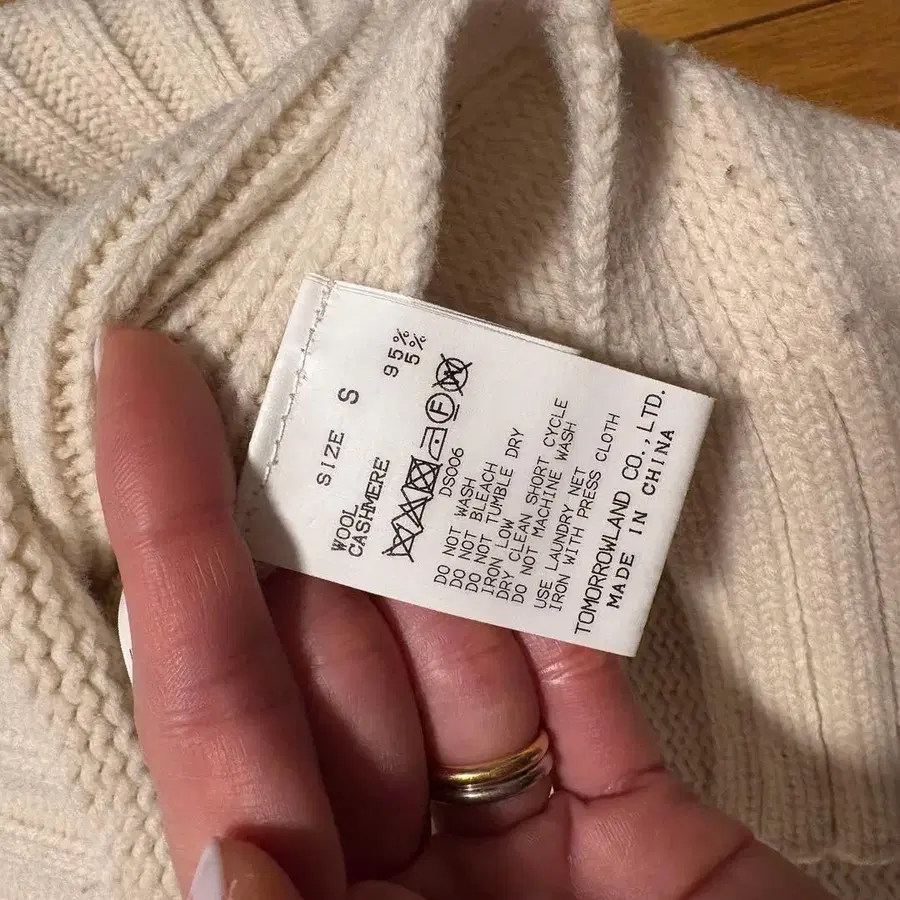 SIZE S
WOOL 95%
CASHMERE 5%
F W
DS006
DO NOT WASH
DO NOT BLEACH
DO NOT TUMBLE DRY
IRON LOW
DRY CLEAN SHORT CYCLE
DO NOT MACHINE WASH
USE LAUNDRY NET
IRON WITH PRESS CLOTH
TOMORROWLAND CO.,LTD.
MADE IN CHINA